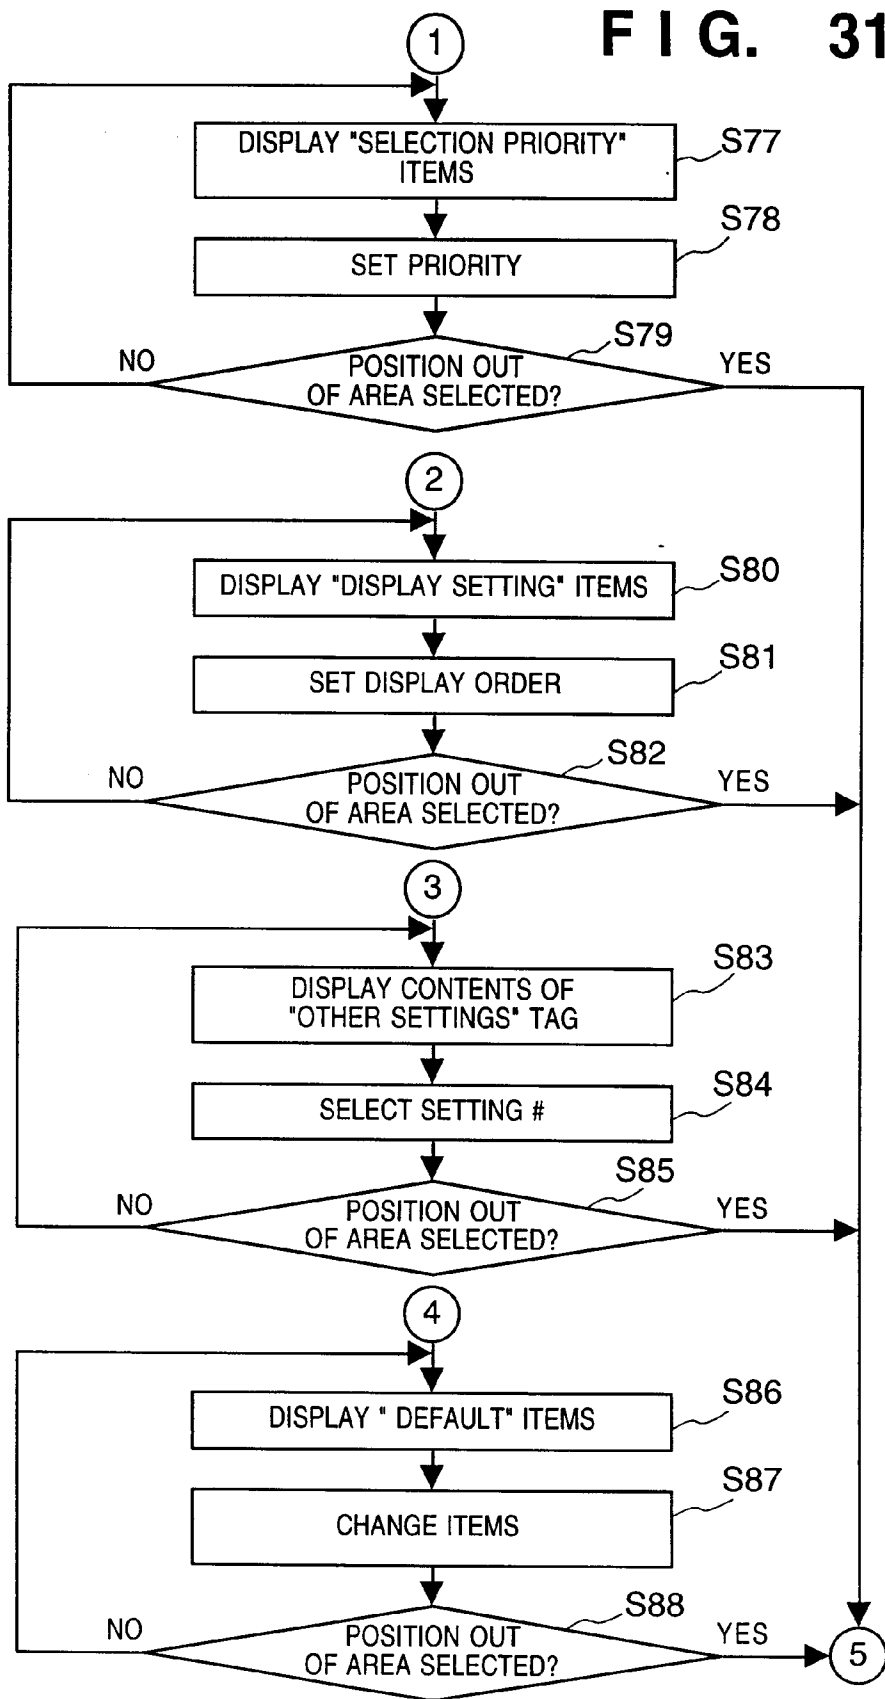 FIG. 31
1
DISPLAY "SELECTION PRIORITY"
ITEMS
S77
SET PRIORITY
S78
POSITION OUT
OF AREA SELECTED?
S79
NO
YES
2
DISPLAY "DISPLAY SETTING" ITEMS
S80
SET DISPLAY ORDER
S81
POSITION OUT
OF AREA SELECTED?
S82
NO
YES
3
DISPLAY CONTENTS OF
"OTHER SETTINGS" TAG
S83
SELECT SETTING #
S84
POSITION OUT
OF AREA SELECTED?
S85
NO
YES
4
DISPLAY " DEFAULT" ITEMS
S86
CHANGE ITEMS
S87
POSITION OUT
OF AREA SELECTED?
S88
NO
YES
5